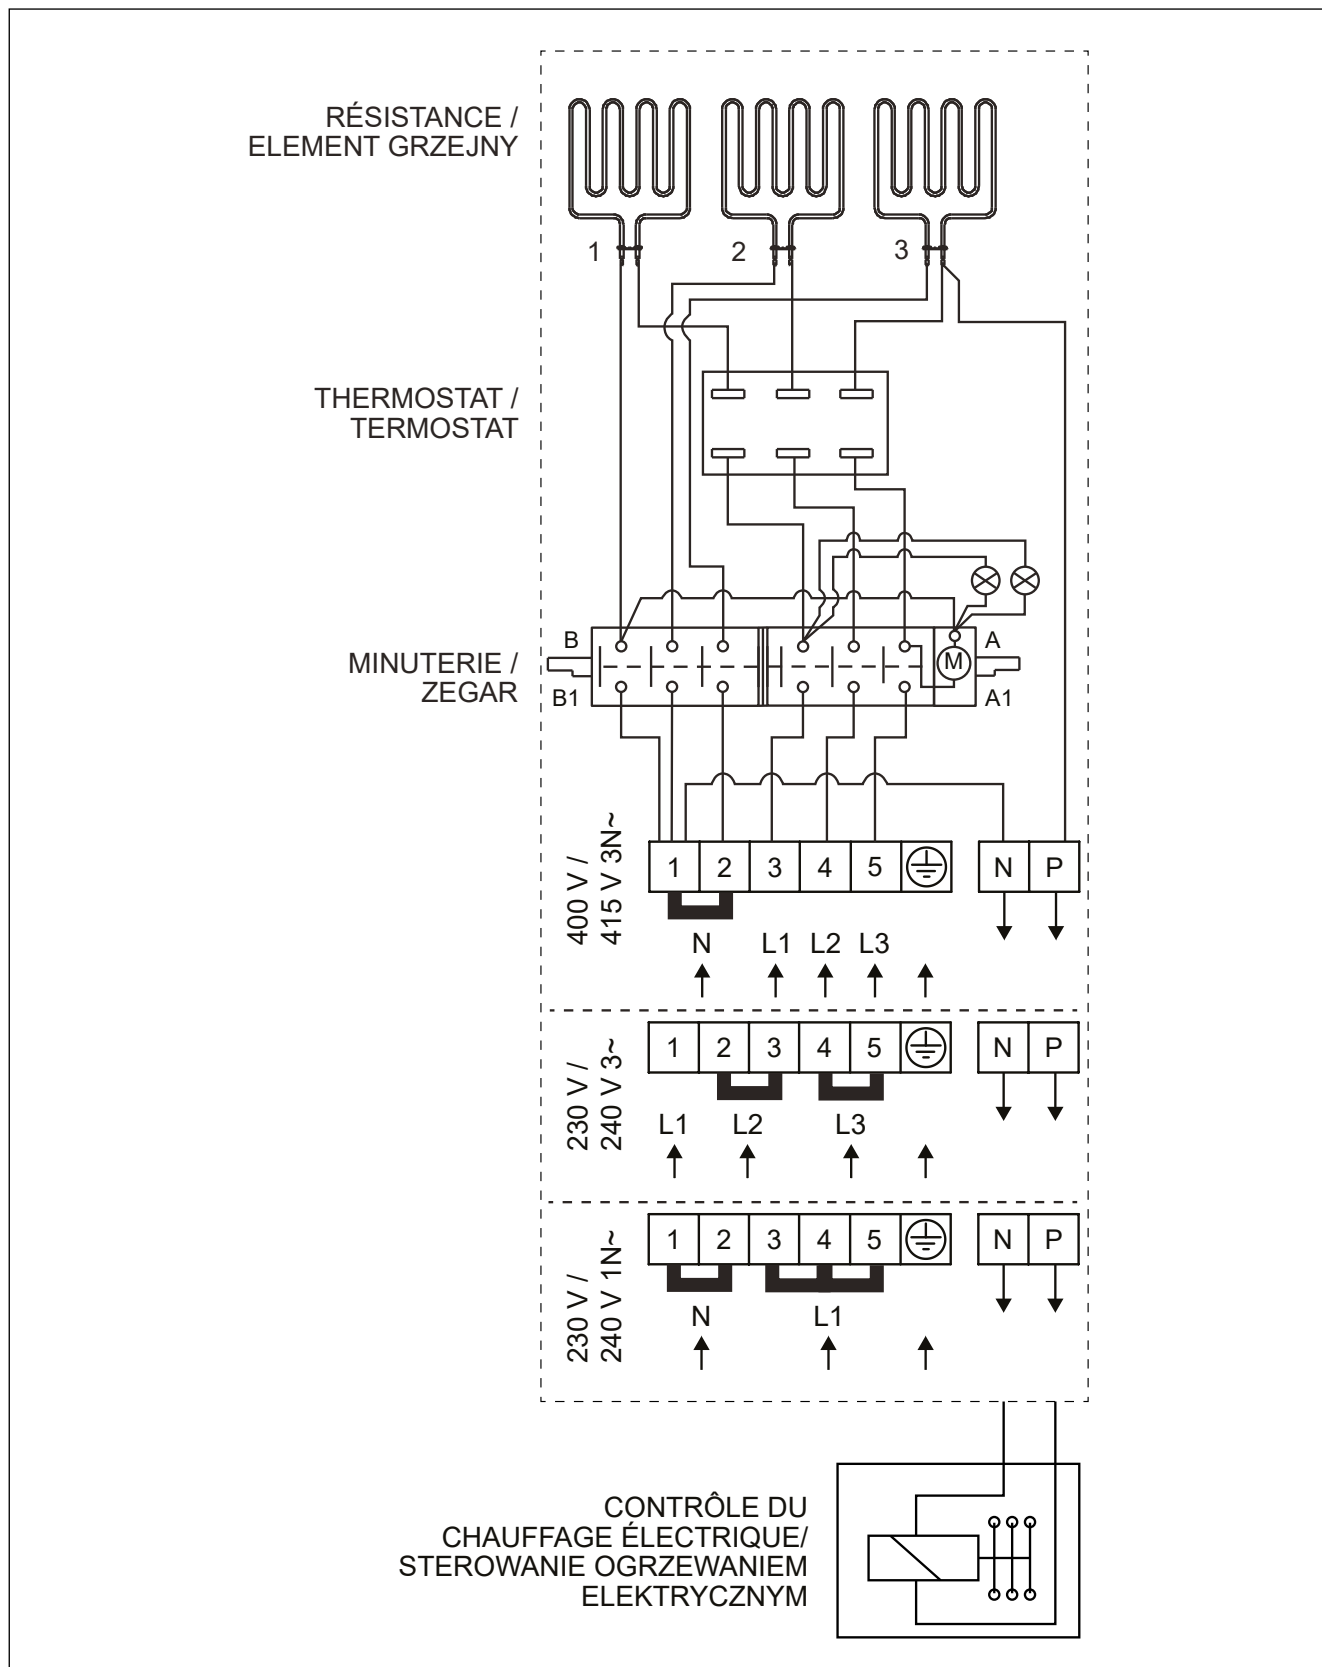 RÉSISTANCE /
ELEMENT GRZEJNY
1
2
3
THERMOSTAT /
TERMOSTAT
MINUTERIE /
ZEGAR
B
B1
M
A
A1
400 V /
415 V 3N~
1 2 3 4 5 N P
N L1 L2 L3
230 V /
240 V 3~
1 2 3 4 5 N P
L1 L2 L3
230 V /
240 V 1N~
1 2 3 4 5 N P
N L1
CONTRÔLE DU
CHAUFFAGE ÉLECTRIQUE/
STEROWANIE OGRZEWANIEM
ELEKTRYCZNYM